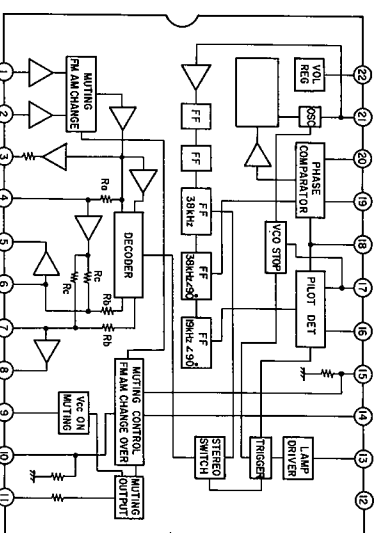 1
2
3
4
5
6
7
8
9
10
11
22
21
20
19
18
17
16
15
14
13
12
MUTING
FM AM CHANGE
VOL
REG
OSC
FF
FF
PHASE
COMPARATOR
Ra
DECODER
FF
38kHz
FF
38kHz∠90°
FF
19kHz∠90°
VCO STOP
PILOT DET
Rc
Rc
Rb
Rb
Vcc ON
MUTING
MUTING CONTROL
FM AM CHANGE OVER
MUTING
OUTPUT
STEREO
SWITCH
TRIGGER
LAMP
DRIVER